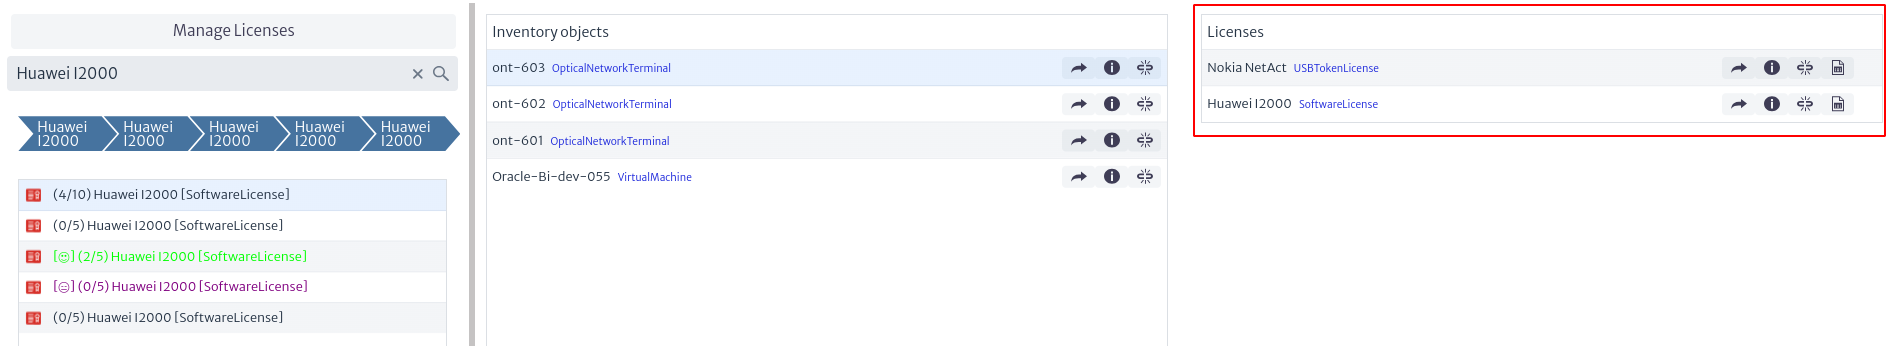 Manage Licenses
Huawei I2000
Huawei I2000
Huawei I2000
Huawei I2000
Huawei I2000
Huawei I2000
(4/10) Huawei I2000 [SoftwareLicense]
(0/5) Huawei I2000 [SoftwareLicense]
[🙂] (2/5) Huawei I2000 [SoftwareLicense]
[😑] (0/5) Huawei I2000 [SoftwareLicense]
(0/5) Huawei I2000 [SoftwareLicense]
Inventory objects
ont-603 OpticalNetworkTerminal
ont-602 OpticalNetworkTerminal
ont-601 OpticalNetworkTerminal
Oracle-Bi-dev-055 VirtualMachine
Licenses
Nokia NetAct USBTokenLicense
Huawei I2000 SoftwareLicense